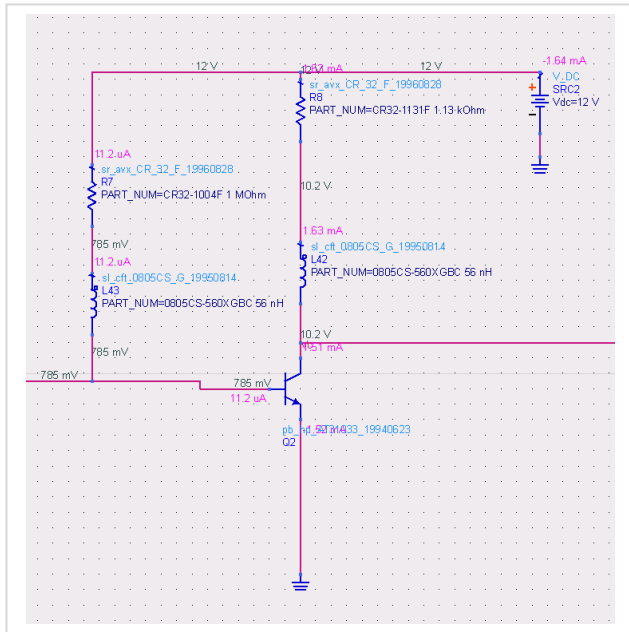 12 V
12 V
-1.64 mA
V_DC
SRC2
Vdc=12 V
sr_avx_CR_32_F_19960828
R8
PART_NUM=CR32-1131F 1.13 kOhm
11.2 uA
sr_avx_CR_32_F_19960828
R7
PART_NUM=CR32-1004F 1 MOhm
10.2 V
785 mV
1.63 mA
sl_cft_0805CS_G_19950814
L42
PART_NUM=0805CS-560XGBC 56 nH
11.2 uA
sl_cft_0805CS_G_19950814
L43
PART_NUM=0805CS-560XGBC 56 nH
10.2 V
785 mV
785 mV
785 mV
11.2 uA
Q2